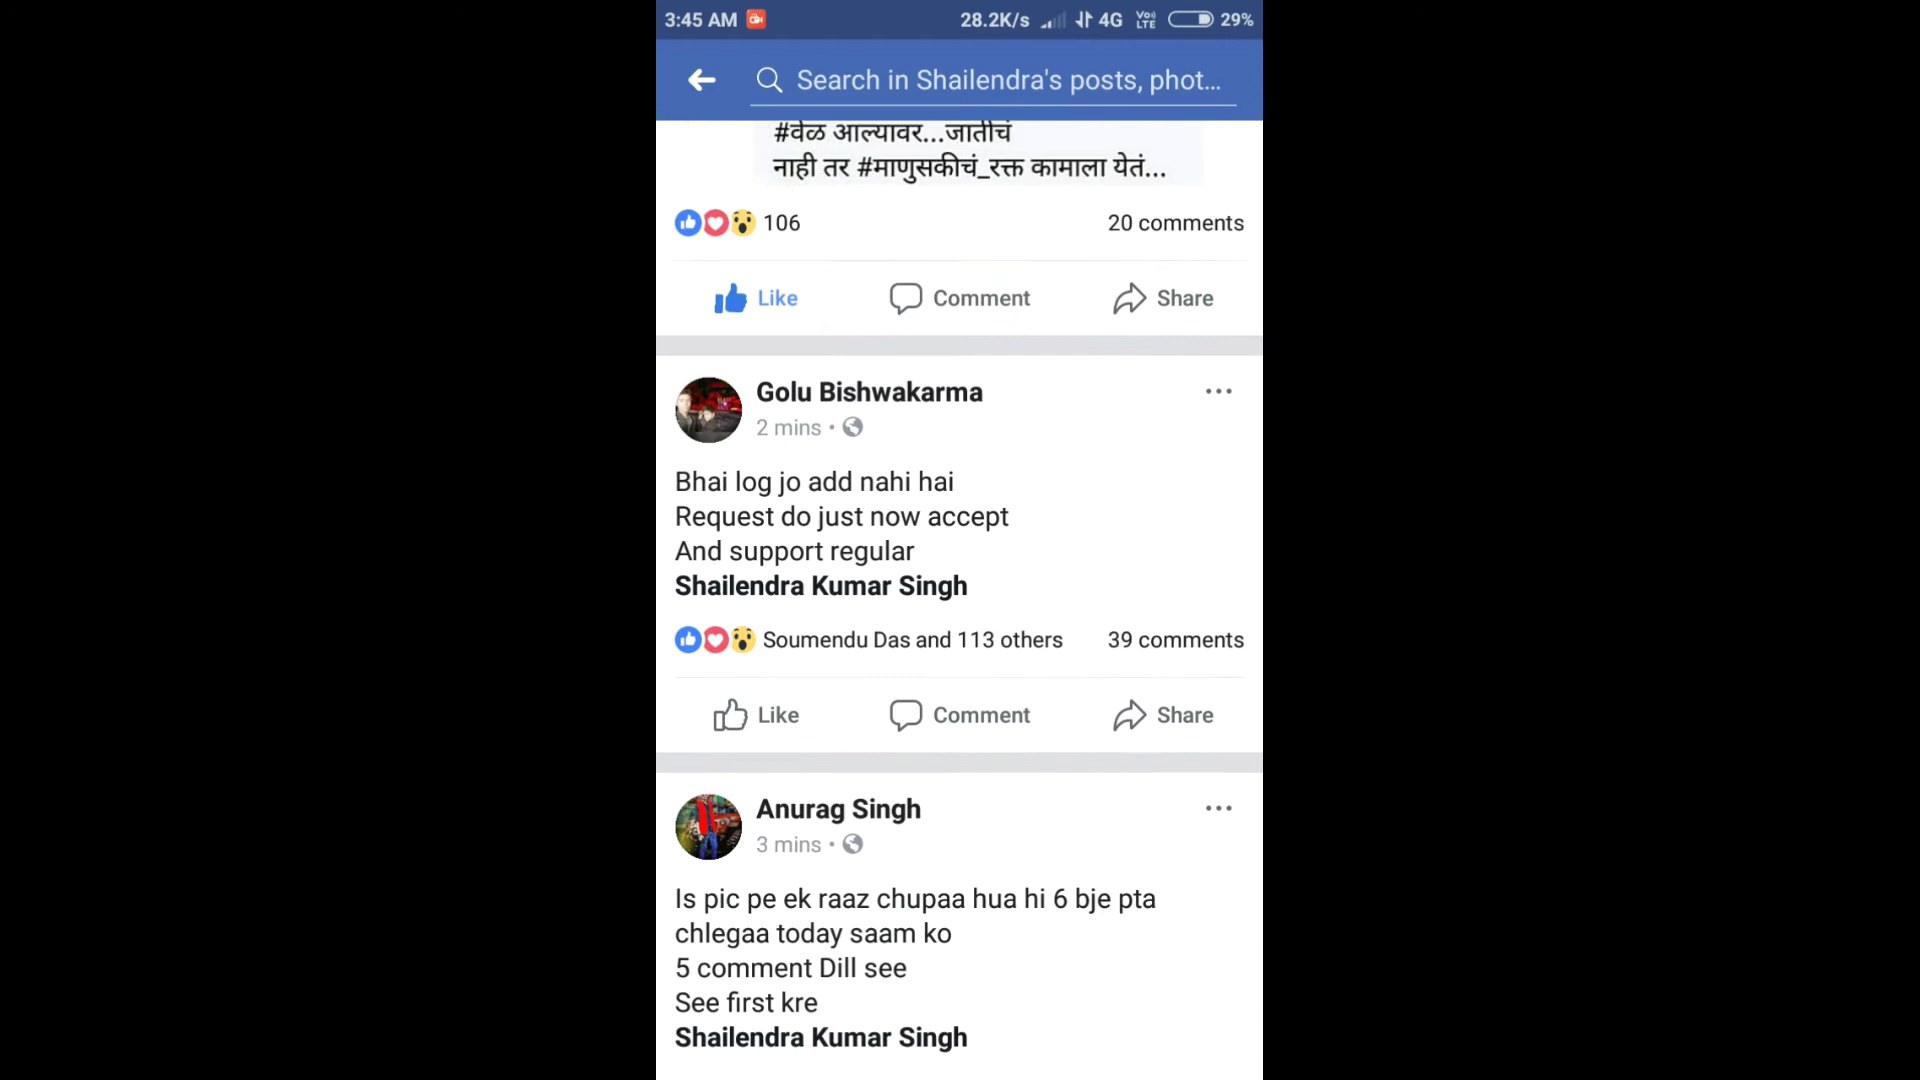 3:45 AM 28.2K/s 4G Vo) LTE 29%
Search in Shailendra's posts, phot...
#वेळ आल्यावर...जातीचं
नाही तर #माणुसकीचं_रक्त कामाला येतं...
106 20 comments
Like Comment Share
Golu Bishwakarma
2 mins •
Bhai log jo add nahi hai
Request do just now accept
And support regular
Shailendra Kumar Singh
Soumendu Das and 113 others 39 comments
Like Comment Share
Anurag Singh
3 mins •
Is pic pe ek raaz chupaa hua hi 6 bje pta
chlegaa today saam ko
5 comment Dill see
See first kre
Shailendra Kumar Singh